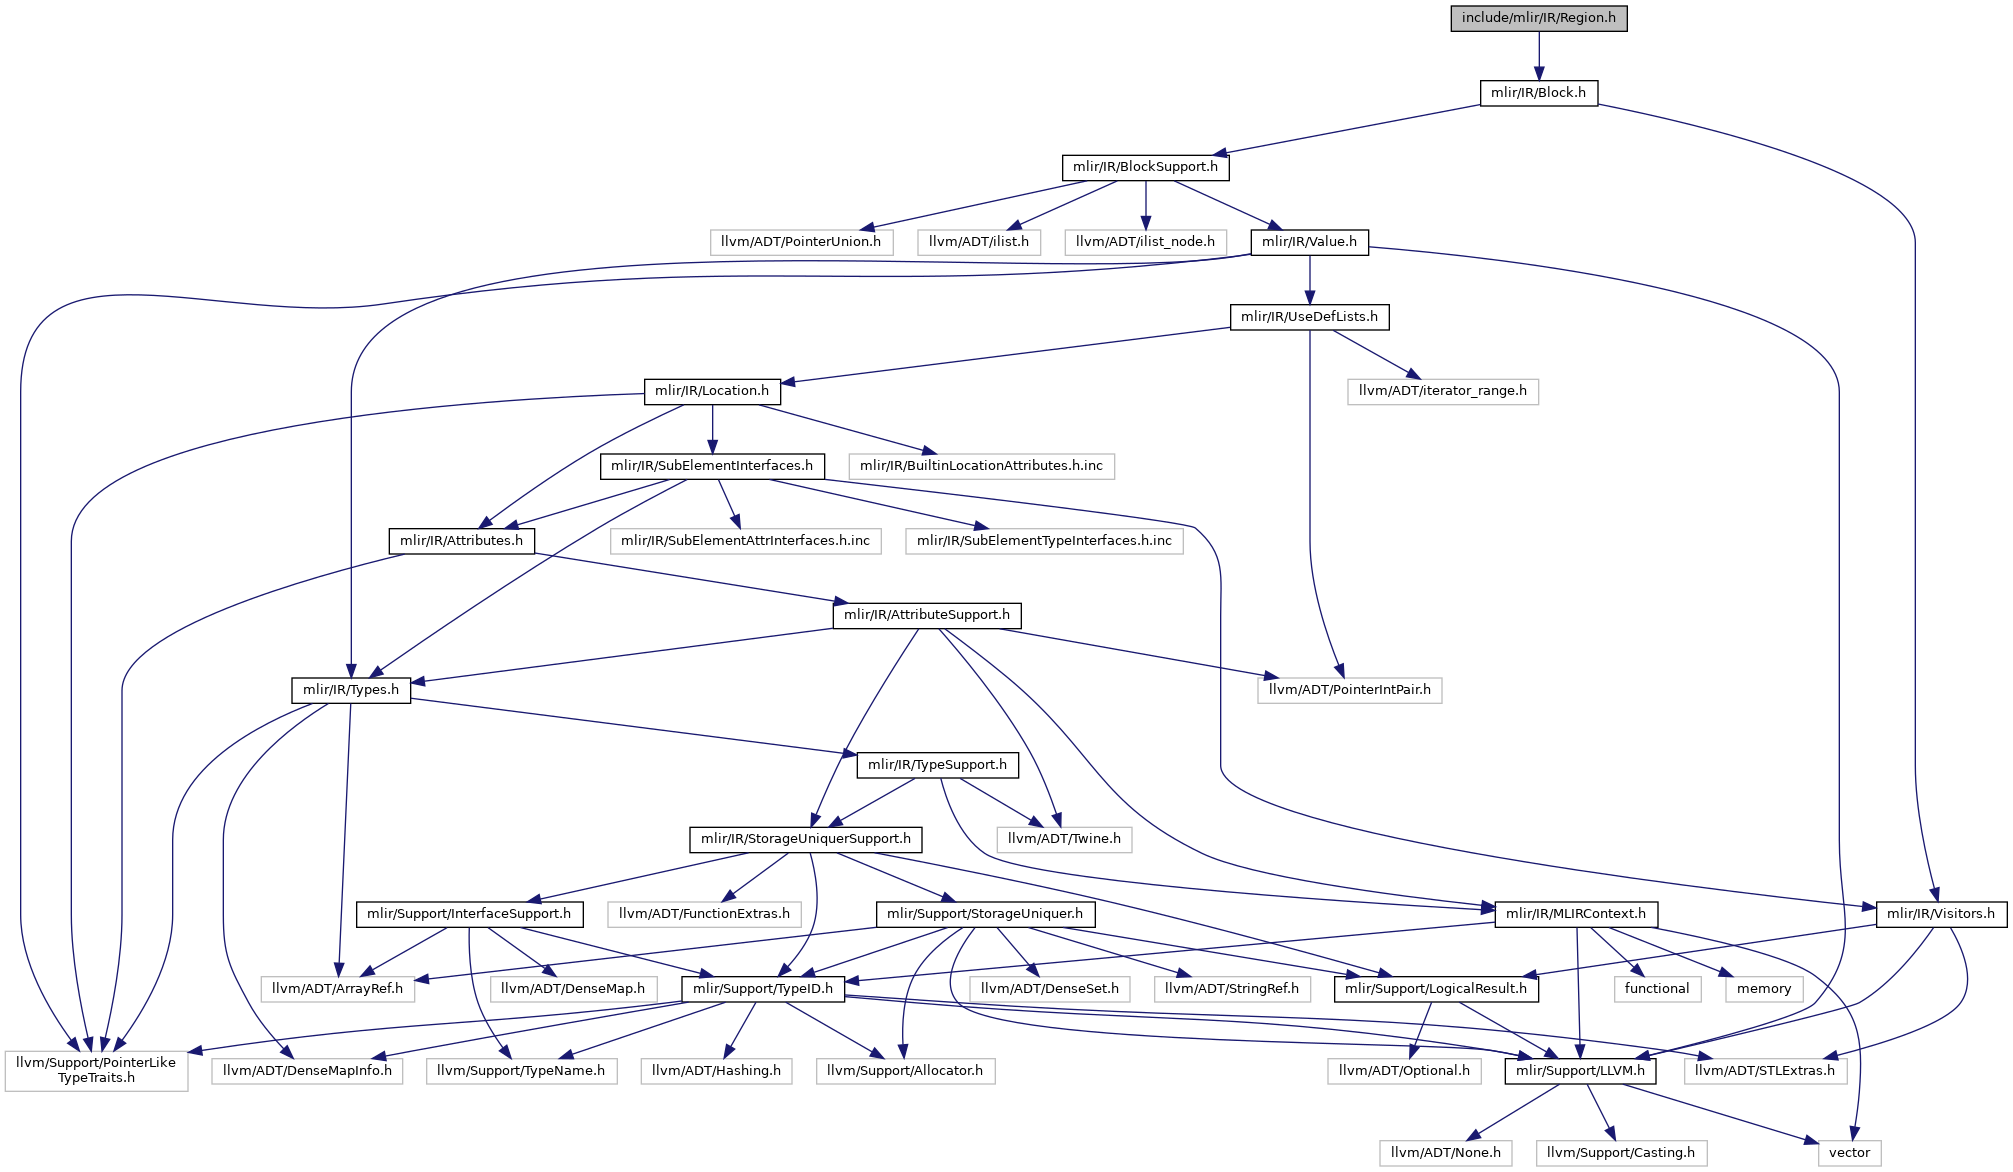 include/mlir/IR/Region.h
mlir/IR/Block.h
mlir/IR/BlockSupport.h
llvm/ADT/PointerUnion.h
llvm/ADT/ilist.h
llvm/ADT/ilist_node.h
mlir/IR/Value.h
mlir/IR/UseDefLists.h
mlir/IR/Location.h
llvm/ADT/iterator_range.h
mlir/IR/SubElementInterfaces.h
mlir/IR/BuiltinLocationAttributes.h.inc
mlir/IR/Attributes.h
mlir/IR/SubElementAttrInterfaces.h.inc
mlir/IR/SubElementTypeInterfaces.h.inc
mlir/IR/AttributeSupport.h
mlir/IR/Types.h
llvm/ADT/PointerIntPair.h
mlir/IR/TypeSupport.h
mlir/IR/StorageUniquerSupport.h
llvm/ADT/Twine.h
mlir/Support/InterfaceSupport.h
llvm/ADT/FunctionExtras.h
mlir/Support/StorageUniquer.h
mlir/IR/MLIRContext.h
mlir/IR/Visitors.h
llvm/ADT/ArrayRef.h
llvm/ADT/DenseMap.h
mlir/Support/TypeID.h
llvm/ADT/DenseSet.h
llvm/ADT/StringRef.h
mlir/Support/LogicalResult.h
functional
memory
llvm/Support/PointerLike
TypeTraits.h
llvm/ADT/DenseMapInfo.h
llvm/Support/TypeName.h
llvm/ADT/Hashing.h
llvm/Support/Allocator.h
llvm/ADT/Optional.h
mlir/Support/LLVM.h
llvm/ADT/STLExtras.h
llvm/ADT/None.h
llvm/Support/Casting.h
vector